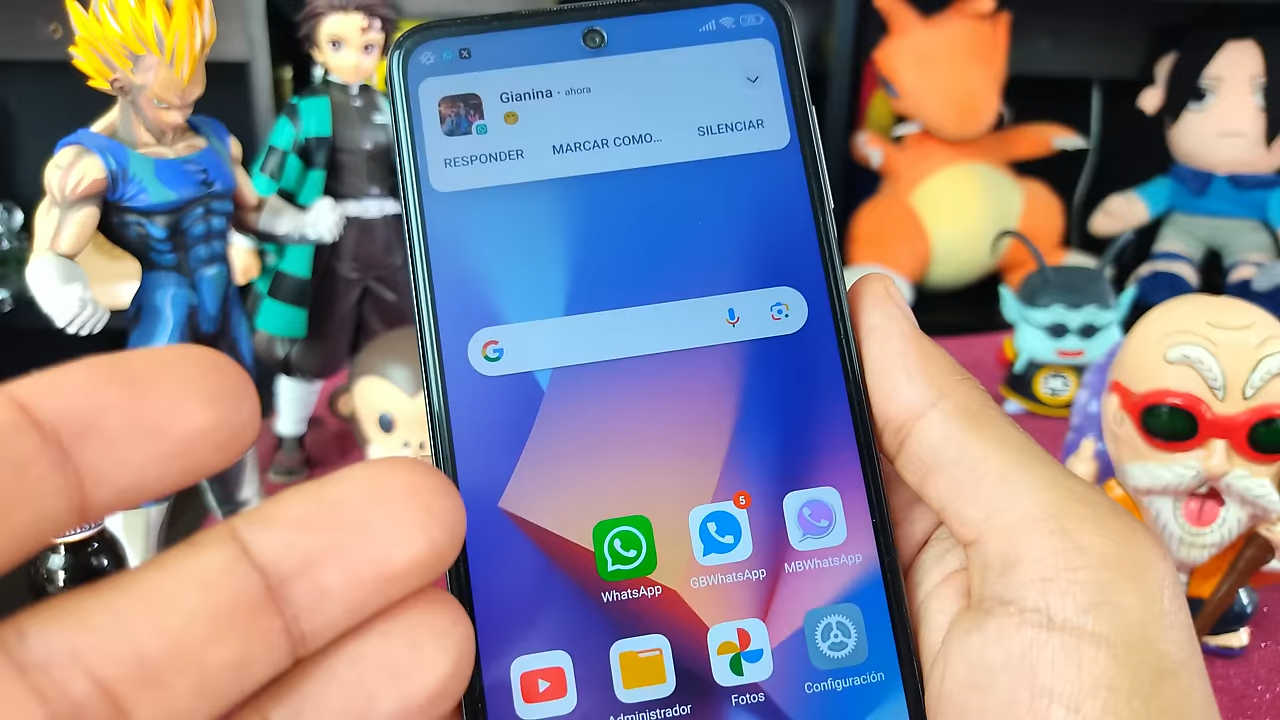 Gianina · ahora
RESPONDER MARCAR COMO... SILENCIAR
G
5
WhatsApp GBWhatsApp MBWhatsApp
Administrador Fotos Configuración